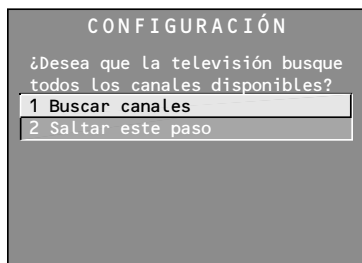 CONFIGURACIÓN
¿Desea que la televisión busque
todos los canales disponibles?
1 Buscar canales
2 Saltar este paso